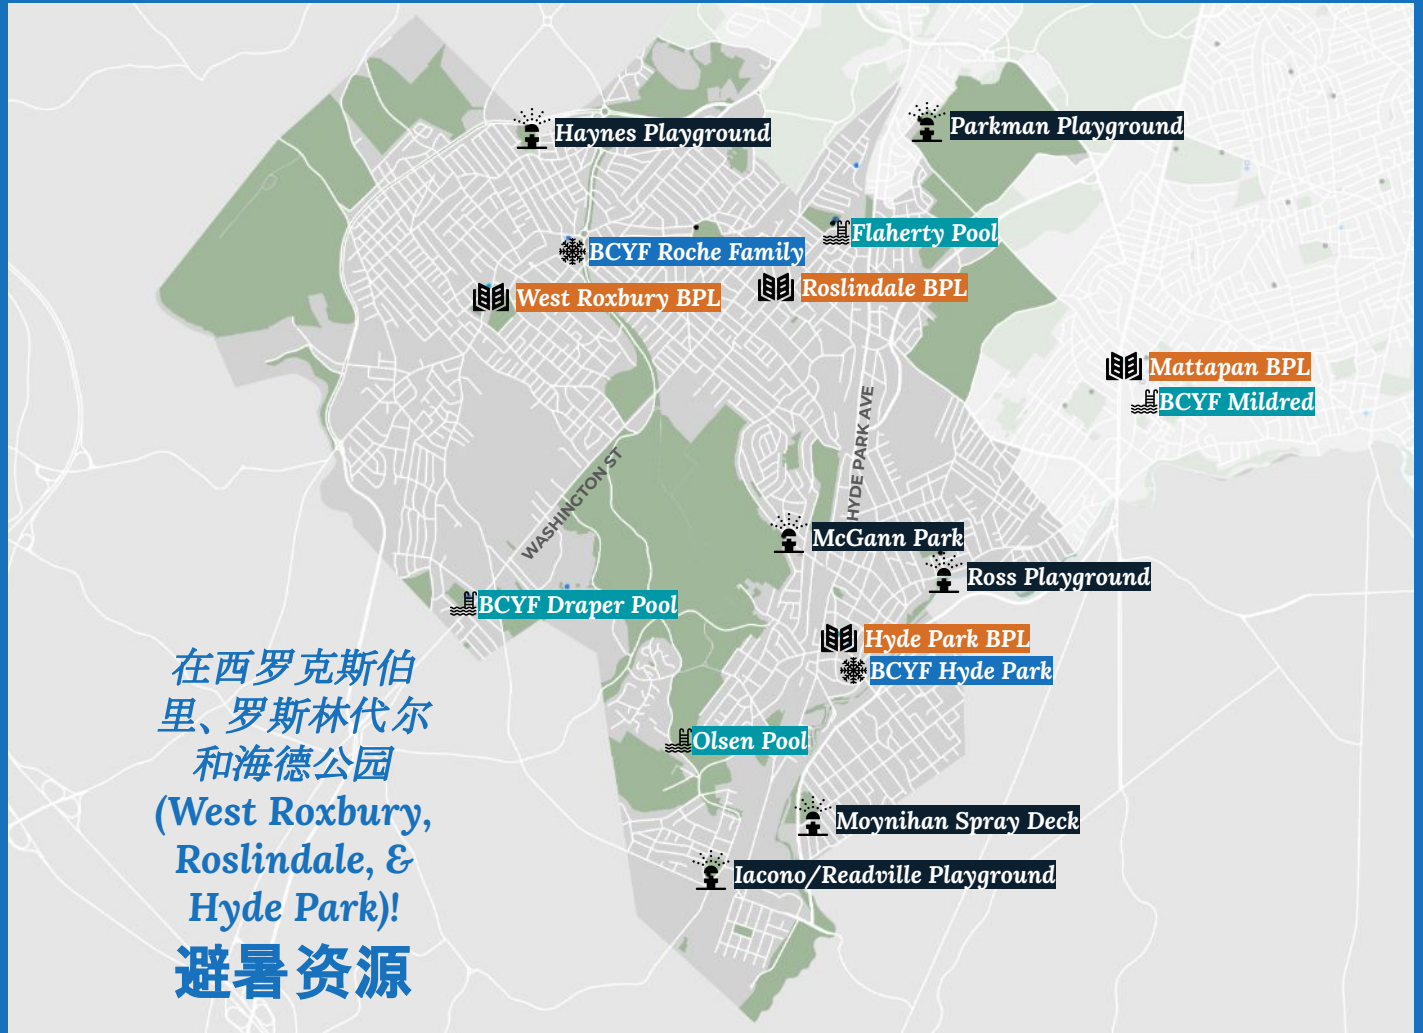 Haynes Playground
Parkman Playground
Flaherty Pool
BCYF Roche Family
Roslindale BPL
West Roxbury BPL
Mattapan BPL
BCYF Mildred
HYDE PARK AVE
WASHINGTON ST
McGann Park
Ross Playground
BCYF Draper Pool
Hyde Park BPL
BCYF Hyde Park
Olsen Pool
Moynihan Spray Deck
Iacono/Readville Playground
在西罗克斯伯
里、罗斯林代尔
和海德公园
(West Roxbury,
Roslindale, &
Hyde Park)!
避暑资源